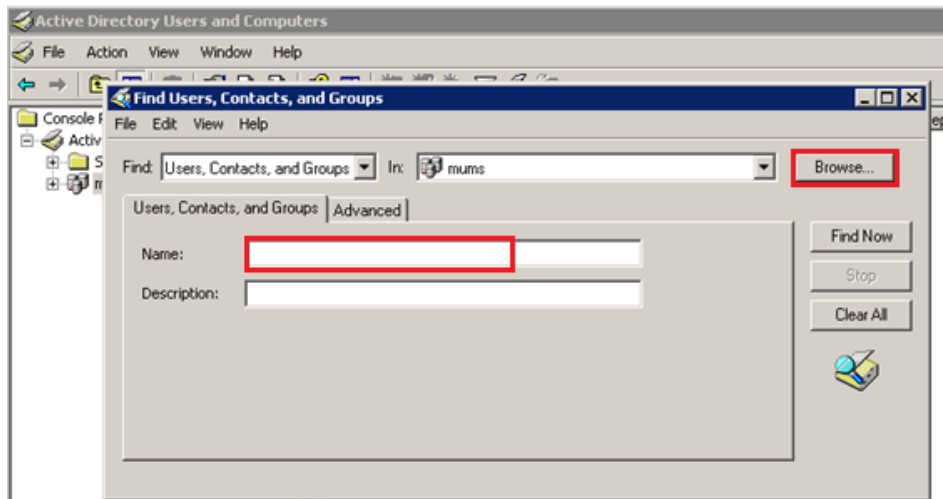 Active Directory Users and Computers
File Action View Window Help
Find Users, Contacts, and Groups
Console
File Edit View Help
Activ
Find: Users, Contacts, and Groups In: mums Browse...
S
Users, Contacts, and Groups Advanced
Name:
Find Now
Description:
Stop
Clear All